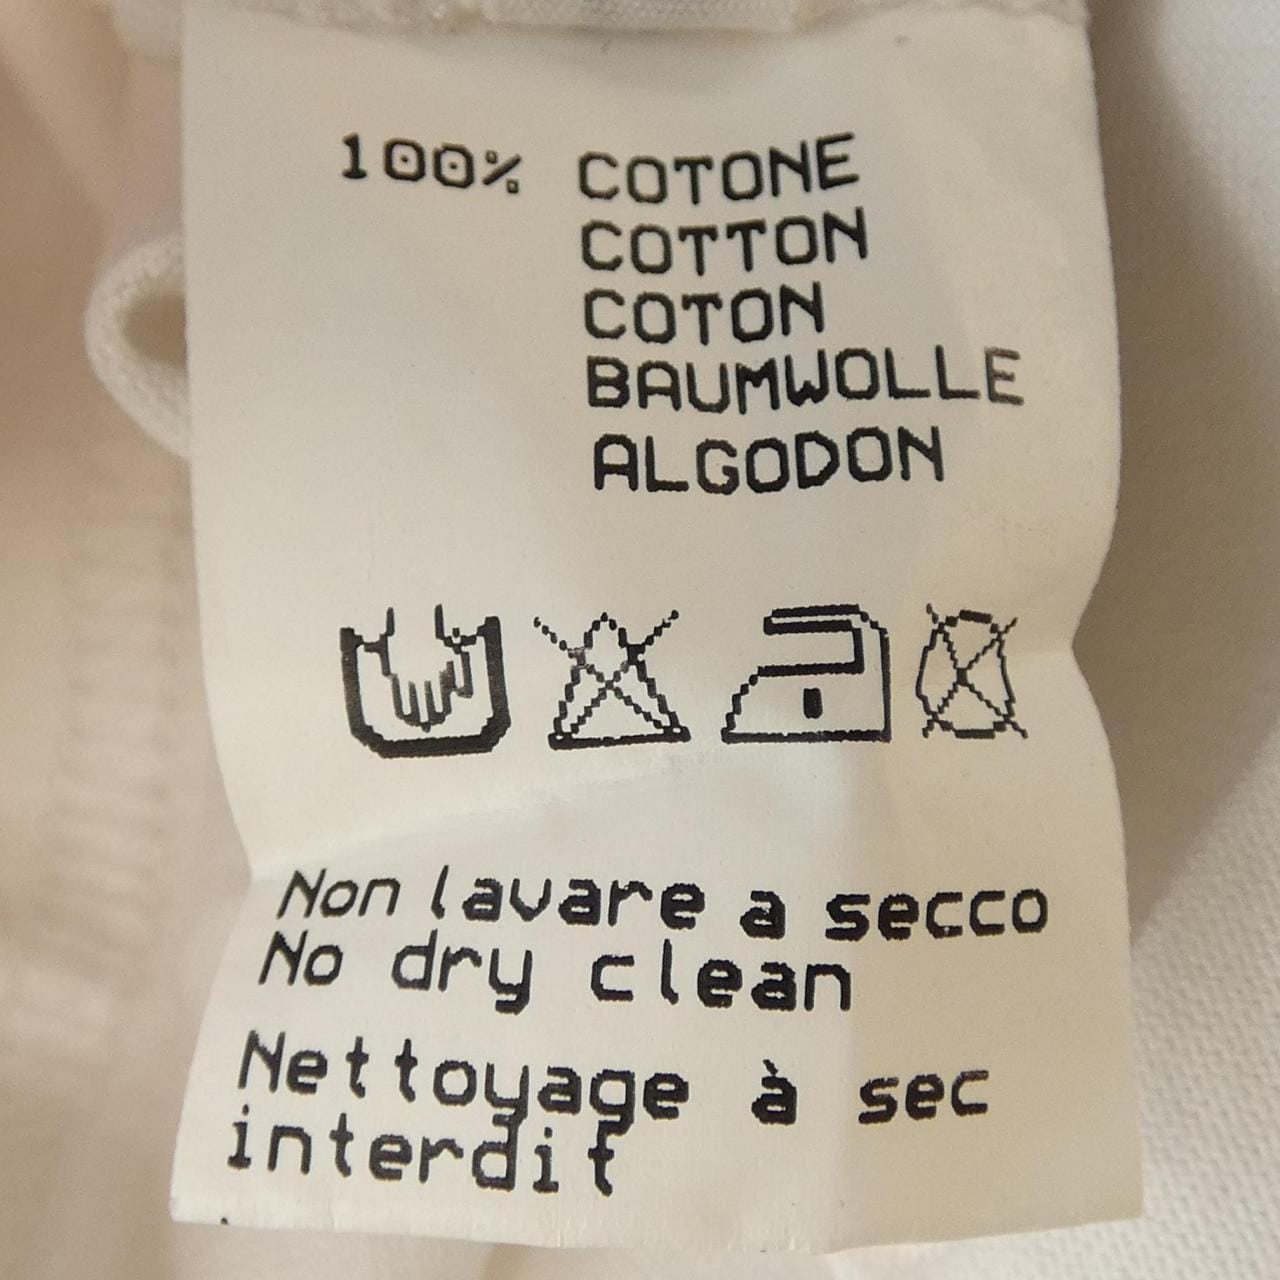 100% COTONE
COTTON
COTON
BAUMWOLLE
ALGODON
Non lavare a secco
No dry clean
Nettoyage à sec
interdit